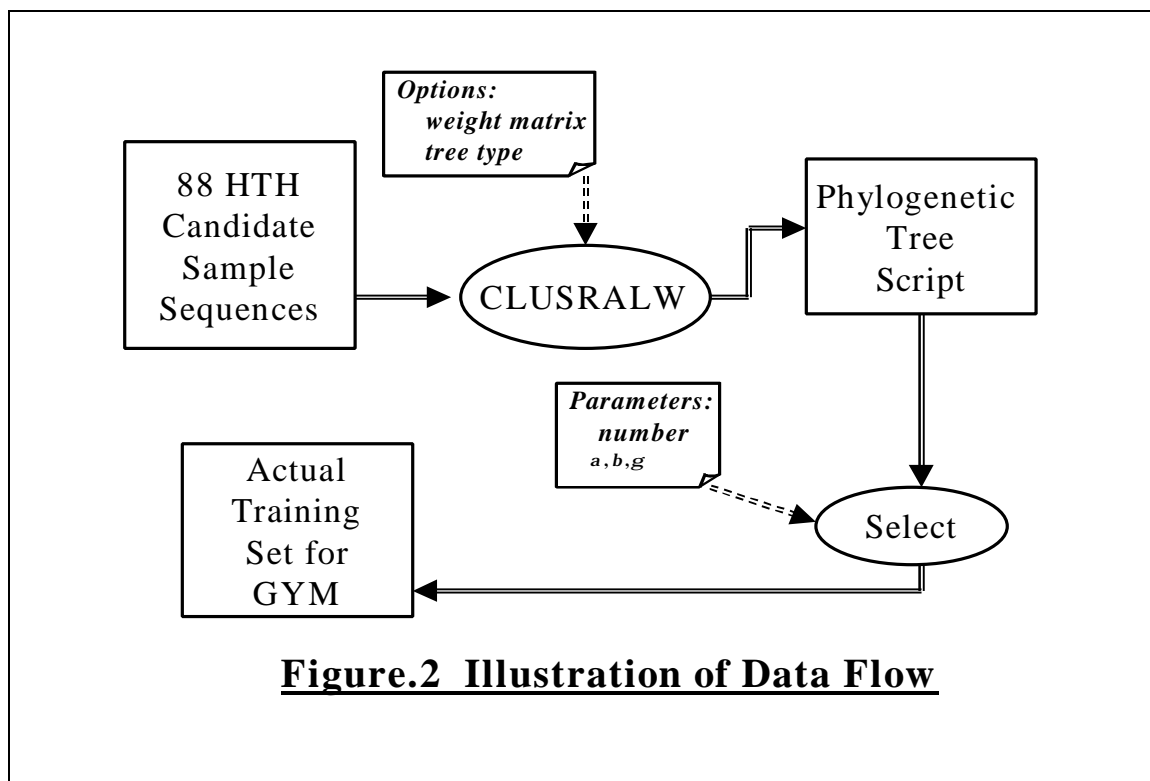 Options:
weight matrix
tree type
88 HTH
Candidate
Sample
Sequences
CLUSRALW
Phylogenetic
Tree
Script
Parameters:
number
a,b,g
Select
Actual
Training
Set for
GYM
Figure.2 Illustration of Data Flow